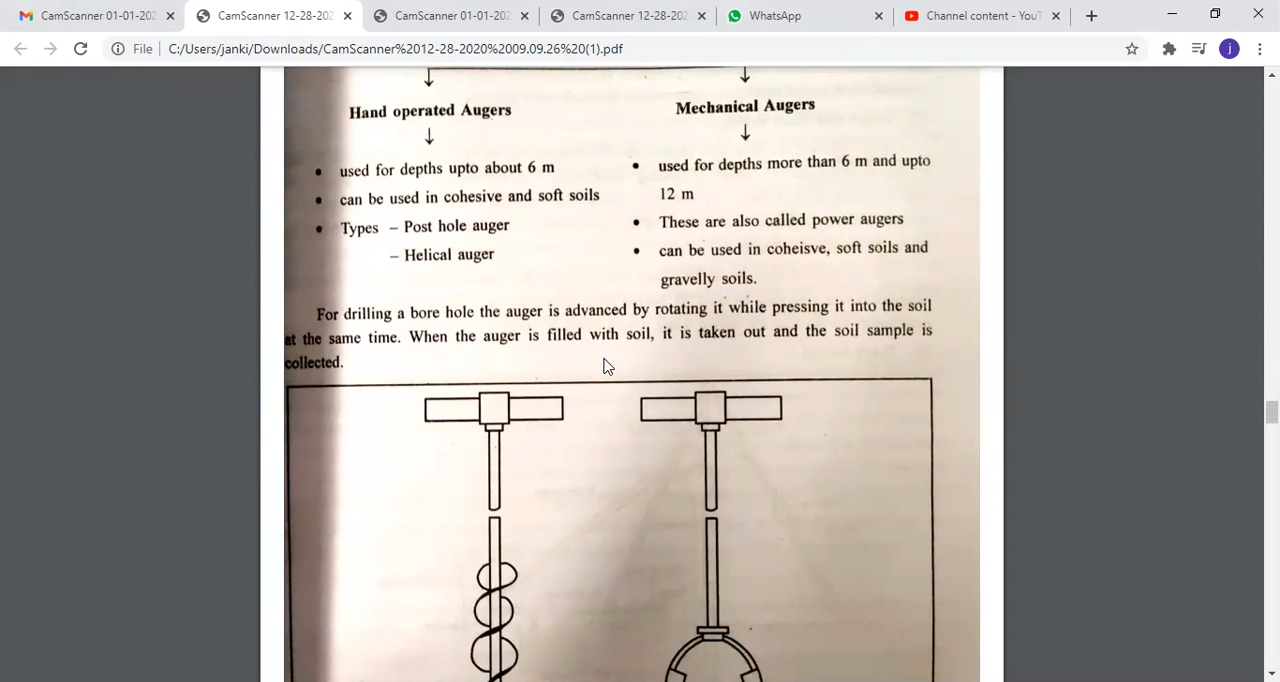 CamScanner 01-01-202
CamScanner 12-28-202
CamScanner 01-01-202
CamScanner 12-28-202
WhatsApp
Channel content - YouT
File
C:/Users/janki/Downloads/CamScanner%2012-28-2020%2009.09.26%20(1).pdf
j
Hand operated Augers
• used for depths upto about 6 m
• can be used in cohesive and soft soils
• Types – Post hole auger
– Helical auger
Mechanical Augers
• used for depths more than 6 m and upto
12 m
• These are also called power augers
• can be used in coheisve, soft soils and
gravelly soils.
For drilling a bore hole the auger is advanced by rotating it while pressing it into the soil
at the same time. When the auger is filled with soil, it is taken out and the soil sample is
collected.